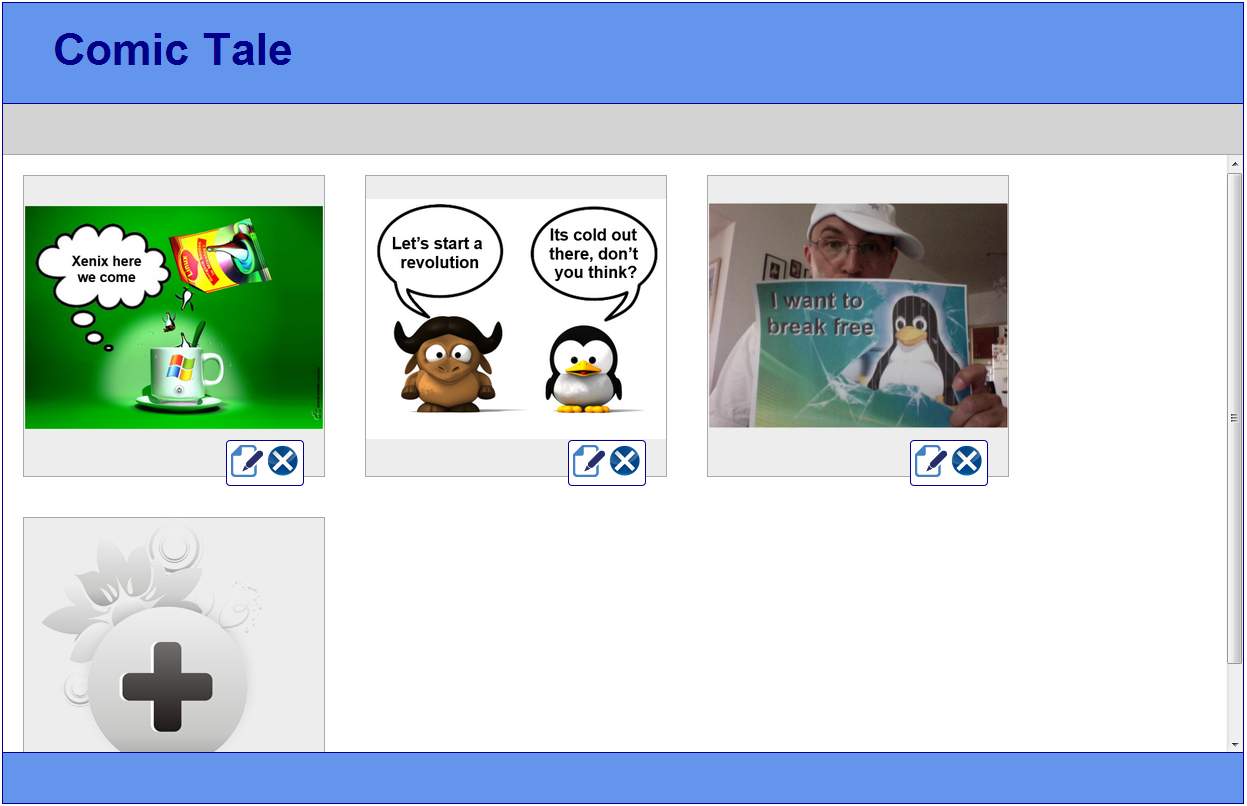 Comic Tale
Xenix here
we come
Linux
Let’s start a
revolution
Its cold out
there, don’t
you think?
I want to
break free